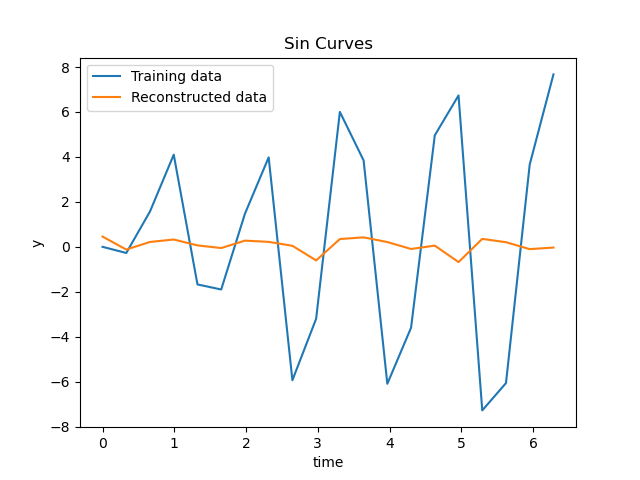 Sin Curves
Training data
Reconstructed data
8
6
4
2
0
−2
−4
−6
−8
y
0 1 2 3 4 5 6
time